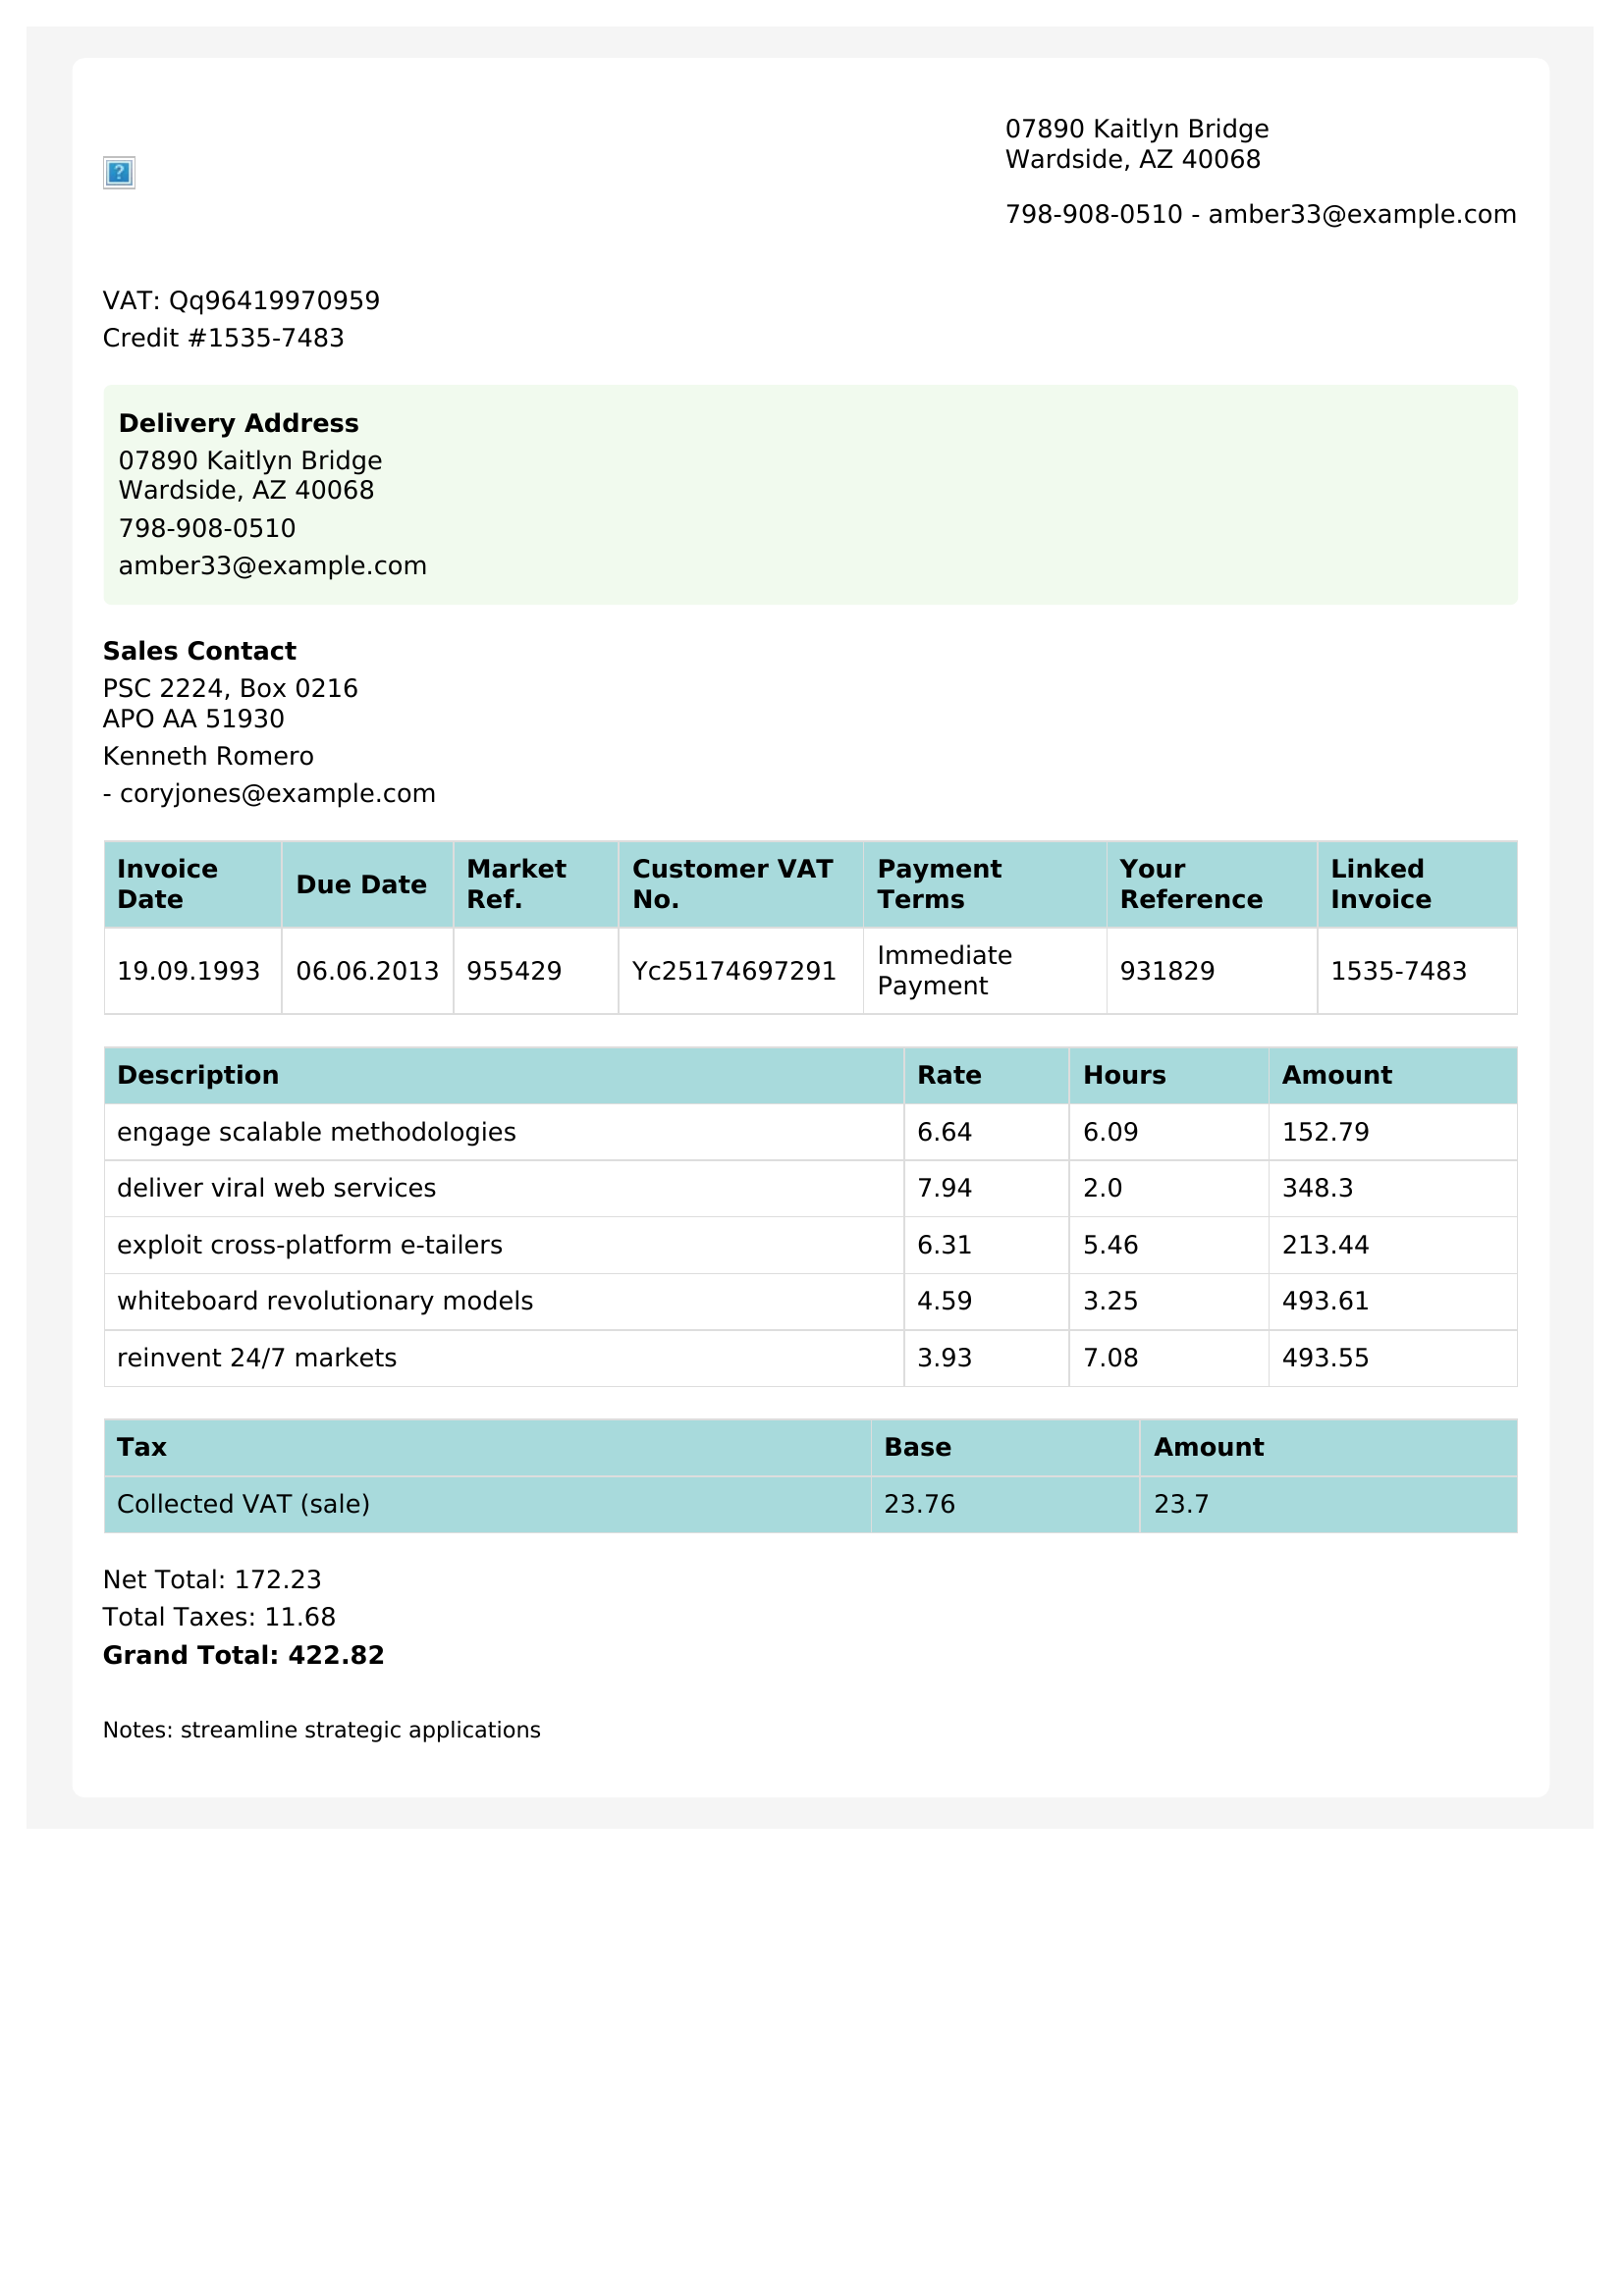 07890 Kaitlyn Bridge
Wardside, AZ 40068
798-908-0510 - amber33@example.com
VAT: Qq96419970959
Credit #1535-7483
Delivery Address
07890 Kaitlyn Bridge
Wardside, AZ 40068
798-908-0510
amber33@example.com
Sales Contact
PSC 2224, Box 0216
APO AA 51930
Kenneth Romero
- coryjones@example.com
Invoice Date Due Date Market Ref. Customer VAT No. Payment Terms Your Reference Linked Invoice
19.09.1993 06.06.2013 955429 Yc25174697291 Immediate Payment 931829 1535-7483
Description Rate Hours Amount
engage scalable methodologies 6.64 6.09 152.79
deliver viral web services 7.94 2.0 348.3
exploit cross-platform e-tailers 6.31 5.46 213.44
whiteboard revolutionary models 4.59 3.25 493.61
reinvent 24/7 markets 3.93 7.08 493.55
Tax Base Amount
Collected VAT (sale) 23.76 23.7
Net Total: 172.23
Total Taxes: 11.68
Grand Total: 422.82
Notes: streamline strategic applications